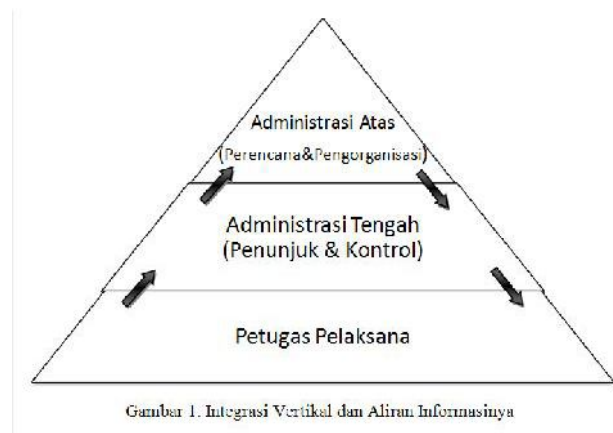 Administrasi Atas
(Perencana&Pengorganisasi)
Administrasi Tengah
(Penunjuk & Kontrol)
Petugas Pelaksana
Gambar 1. Integrasi Vertikal dan Aliran Informasinya